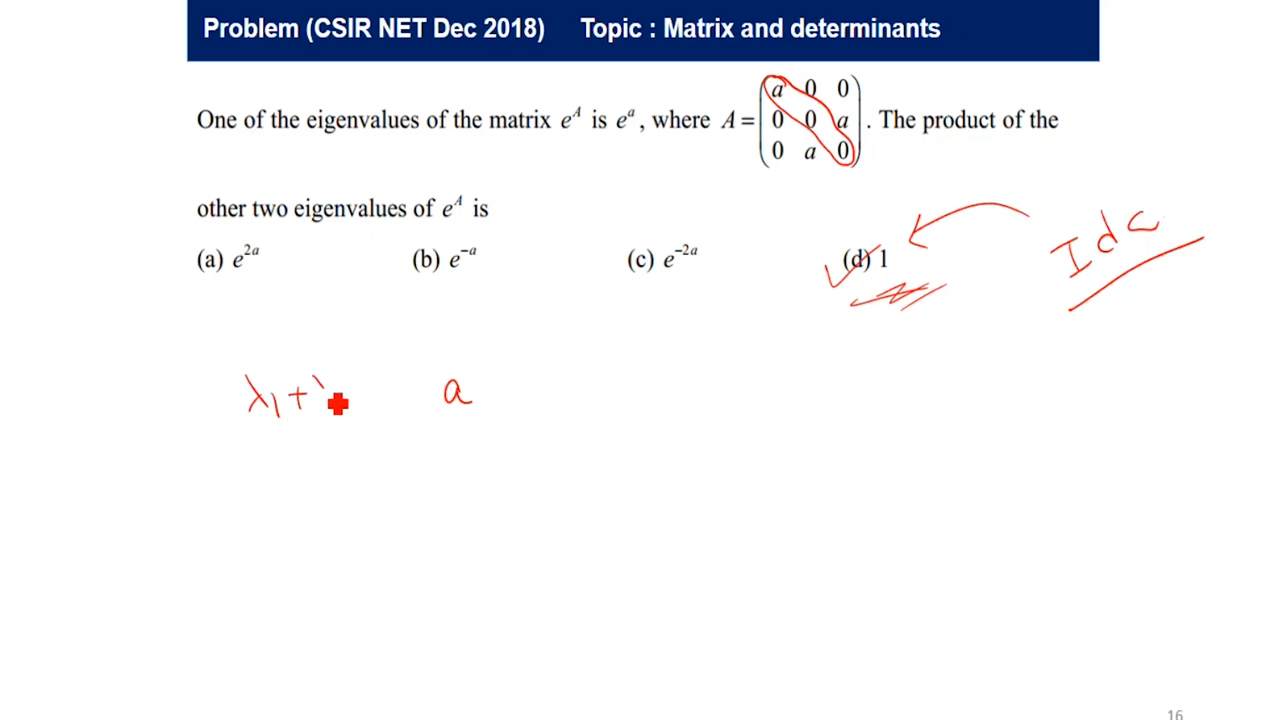 Problem (CSIR NET Dec 2018) Topic : Matrix and determinants
One of the eigenvalues of the matrix e^A is e^a, where A = (a 0 0
0 0 a
0 a 0). The product of the
other two eigenvalues of e^A is
(a) e^{2a} (b) e^{-a} (c) e^{-2a} (d) 1
λ1 + a
16